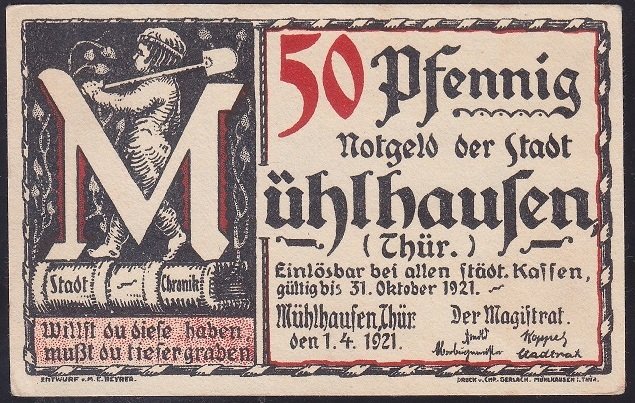 M
Stadt - Chronik
Willst du diese haben
mußt du tiefer graben
50 Pfennig
Notgeld der Stadt
ühlhausen,
(Thür.)
Einlösbar bei allen städt. Kassen,
gültig bis 31. Oktober 1921. -
Mühlhausen, Thür. Der Magistrat.
den 1.4.1921.
Oberbürgermeister
ENTWURF v. M. E. BEYRER.
DRUCK v. CHR. GERLACH. MÜHLHAUSEN i. THÜR.